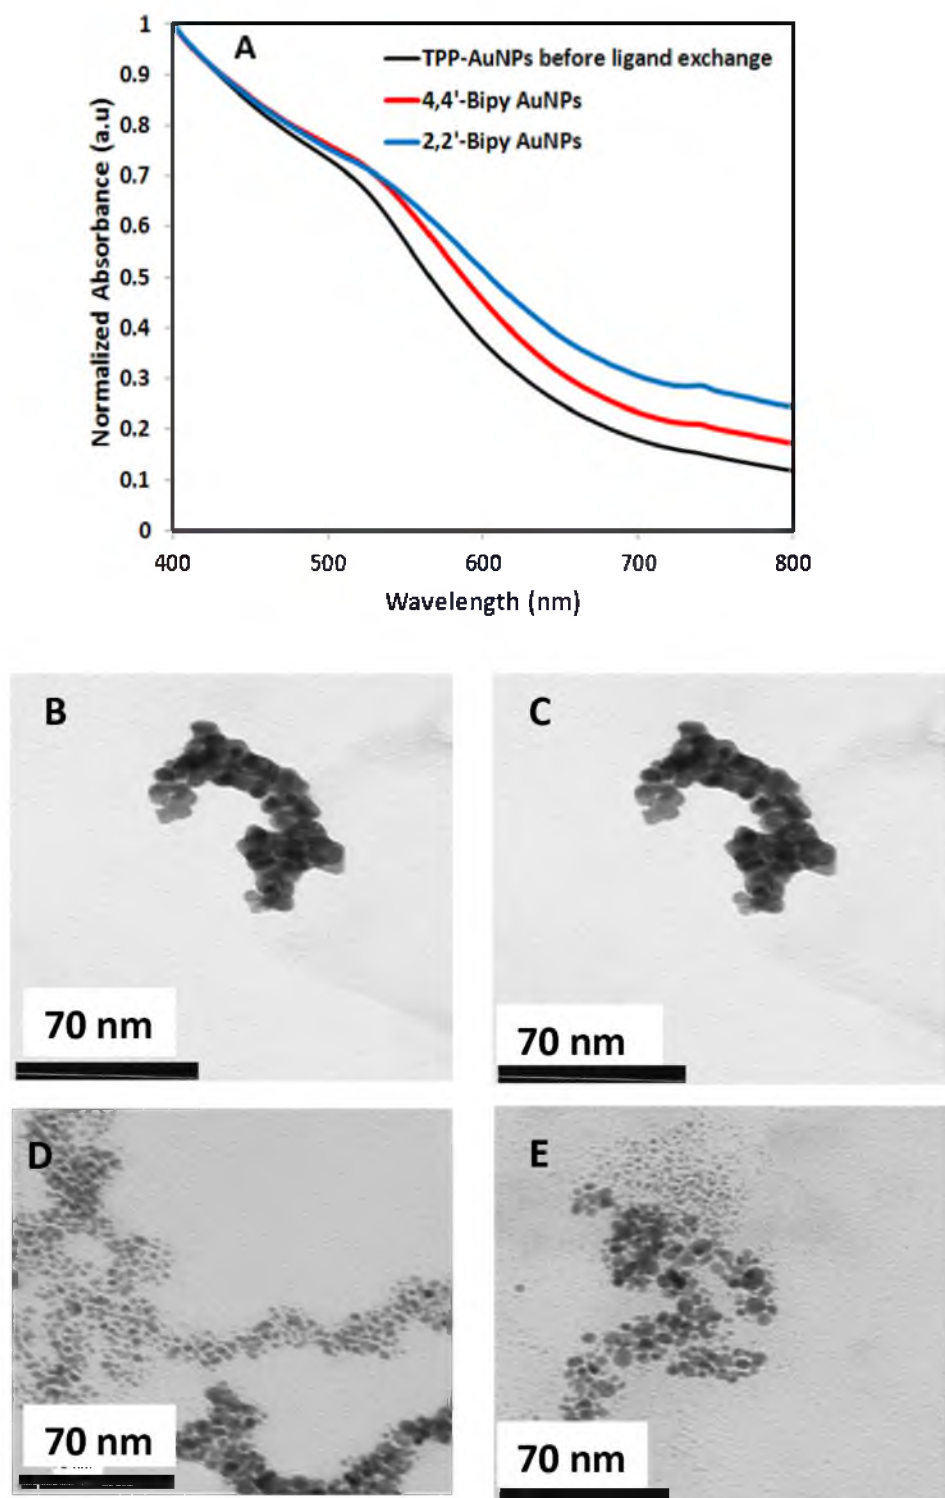 A
TPP-AuNPs before ligand exchange
4,4'-Bipy AuNPs
2,2'-Bipy AuNPs
Normalized Absorbance (a.u)
1
0.9
0.8
0.7
0.6
0.5
0.4
0.3
0.2
0.1
0
400 500 600 700 800
Wavelength (nm)
B
70 nm
C
70 nm
D
70 nm
E
70 nm